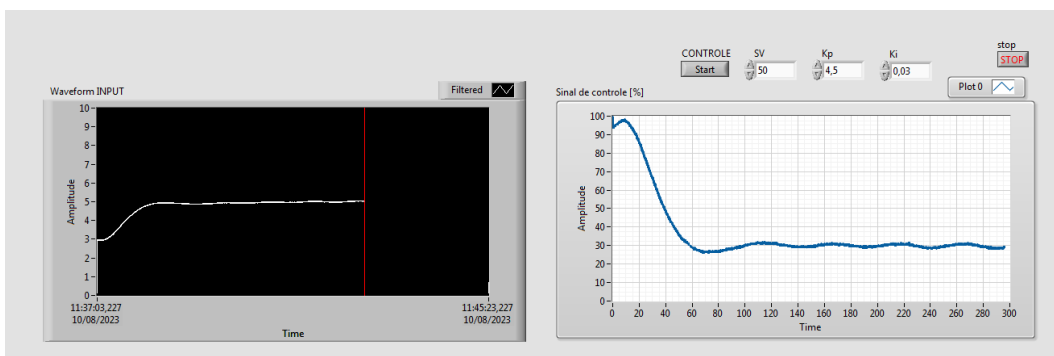 stop
CONTROLE SV Kp Ki
STOP
Start 50 4,5 0,03
Waveform INPUT
Filtered
Sinal de controle [%]
Plot 0
Amplitude
10
9
8
7
6
5
4
3
2
1
0
11:37:03,227
10/08/2023
11:45:23,227
10/08/2023
Time
Amplitude
100
90
80
70
60
50
40
30
20
10
0
0 20 40 60 80 100 120 140 160 180 200 220 240 260 280 300
Time